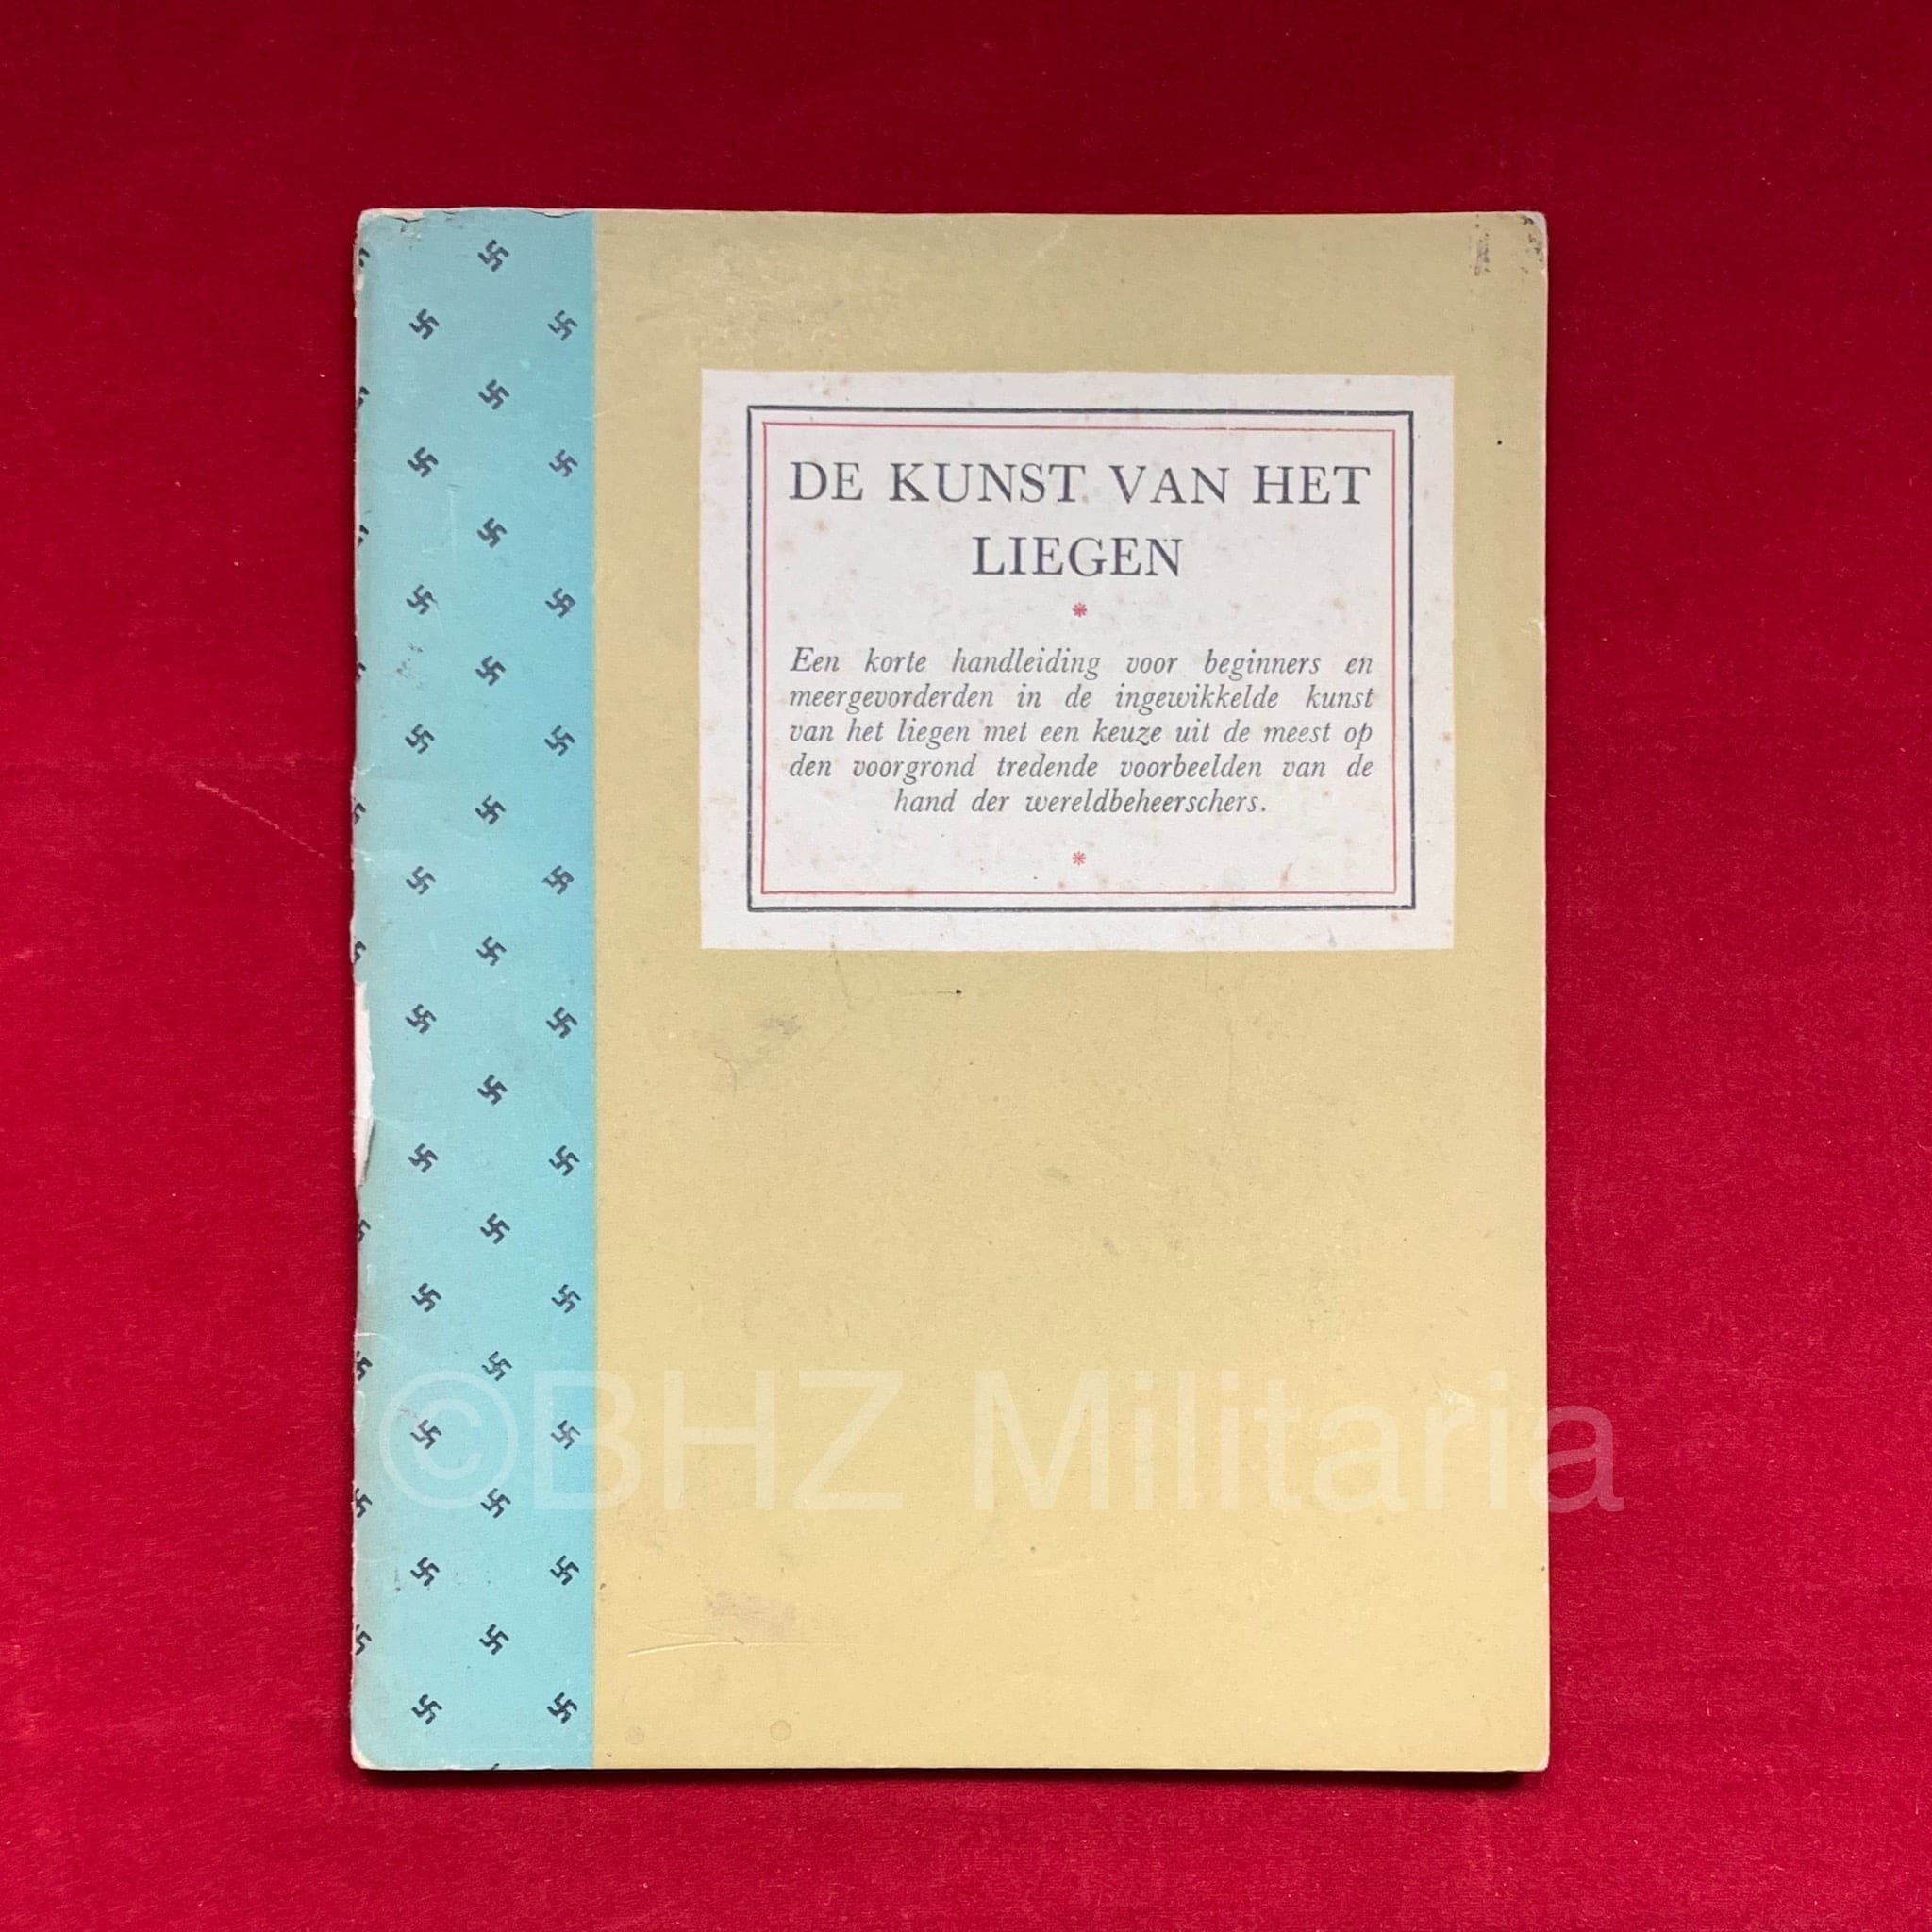 DE KUNST VAN HET
LIEGEN
Een korte handleiding voor beginners en
meergevorderden in de ingewikkelde kunst
van het liegen met een keuze uit de meest op
den voorgrond tredende voorbeelden van de
hand der wereldbeheerschers.
©BHZ Militaria